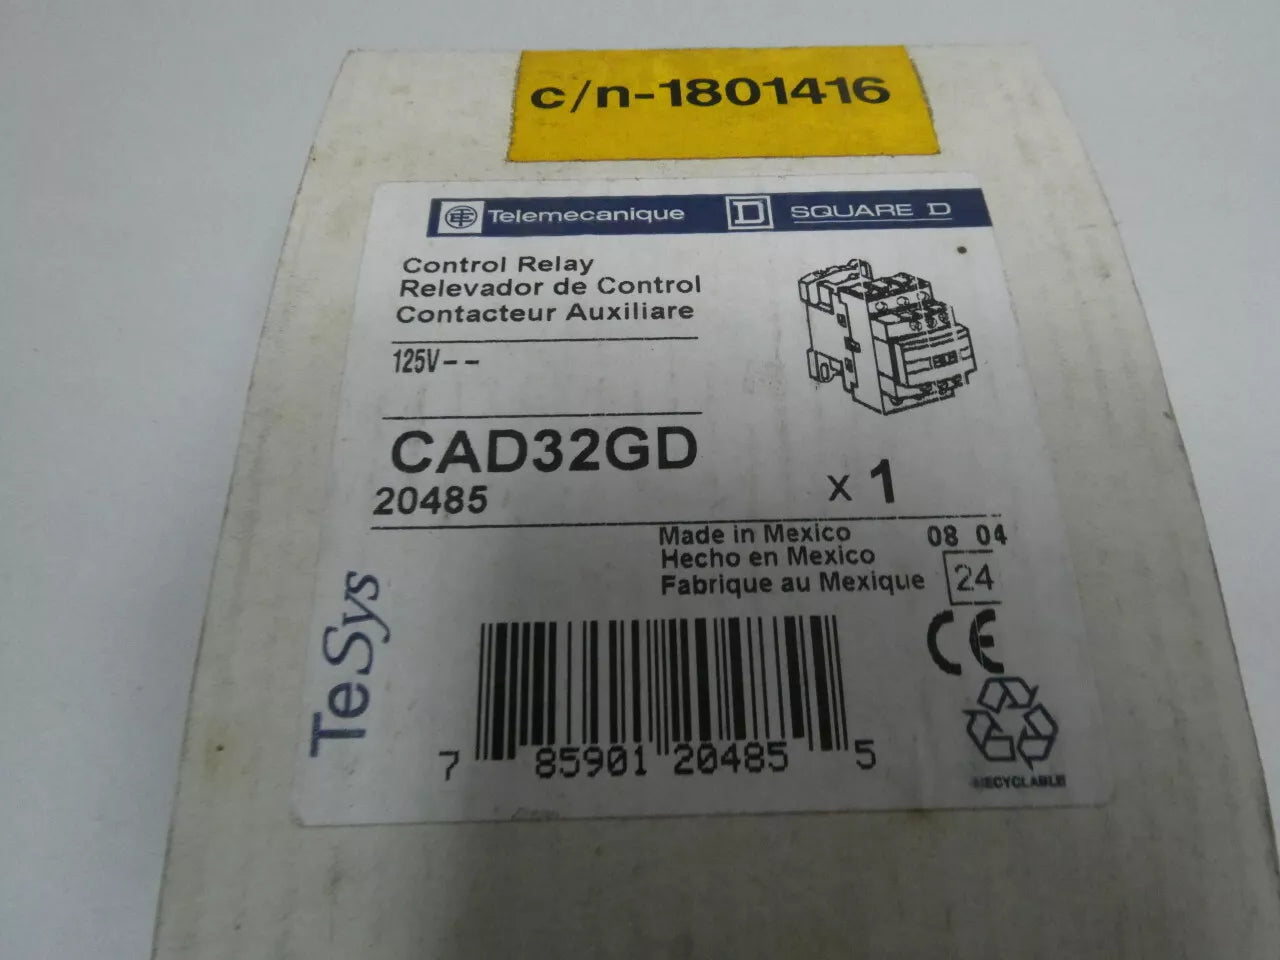 c/n-1801416
Telemecanique SQUARE D
Control Relay
Relevador de Control
Contacteur Auxiliare
125V--
CAD32GD
20485
x 1
Made in Mexico 08 04
Hecho en Mexico
Fabrique au Mexique 24
CE
TeSys
7 85901 20485 5
RECYCLABLE